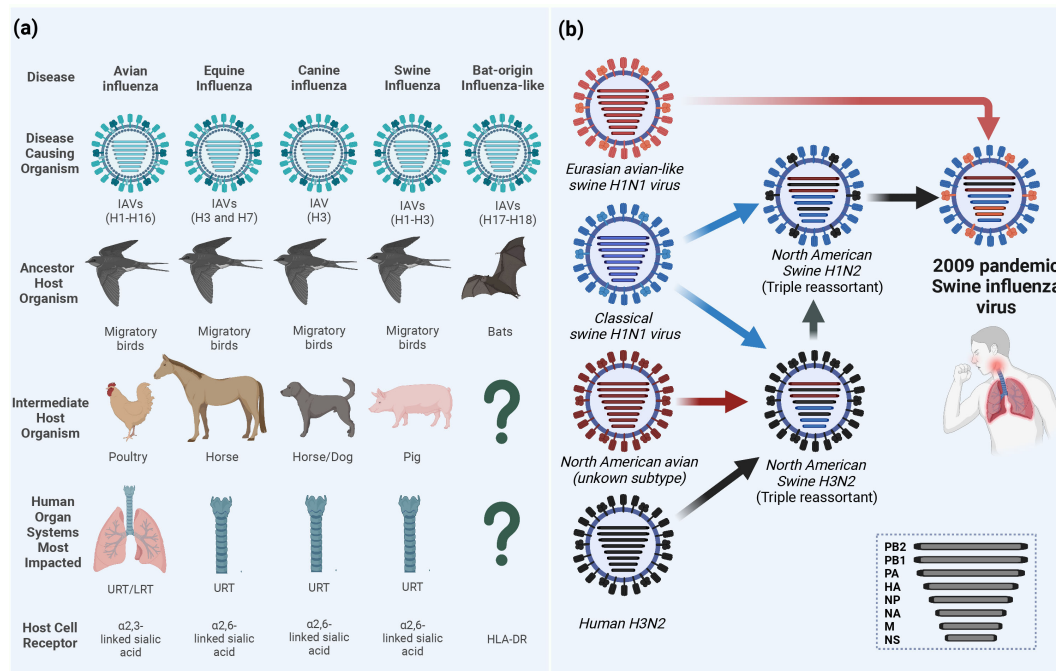 (a)
Disease
Avian
influenza
Equine
Influenza
Canine
influenza
Swine
Influenza
Bat-origin
Influenza-like
Disease
Causing
Organism
IAVs
(H1-H16)
IAVs
(H3 and H7)
IAV
(H3)
IAVs
(H1-H3)
IAVs
(H17-H18)
Ancestor
Host
Organism
Migratory
birds
Migratory
birds
Migratory
birds
Migratory
birds
Bats
Intermediate
Host
Organism
?
Poultry
Horse
Horse/Dog
Pig
Human
Organ
Systems
Most
Impacted
?
URT/LRT
URT
URT
URT
Host Cell
Receptor
α2,3-
linked sialic
acid
α2,6-
linked sialic
acid
α2,6-
linked sialic
acid
α2,6-
linked sialic
acid
HLA-DR
(b)
Eurasian avian-like
swine H1N1 virus
Classical
swine H1N1 virus
North American
Swine H1N2
(Triple reassortant)
2009 pandemic
Swine influenza
virus
North American avian
(unkown subtype)
North American
Swine H3N2
(Triple reassortant)
Human H3N2
PB2
PB1
PA
HA
NP
NA
M
NS